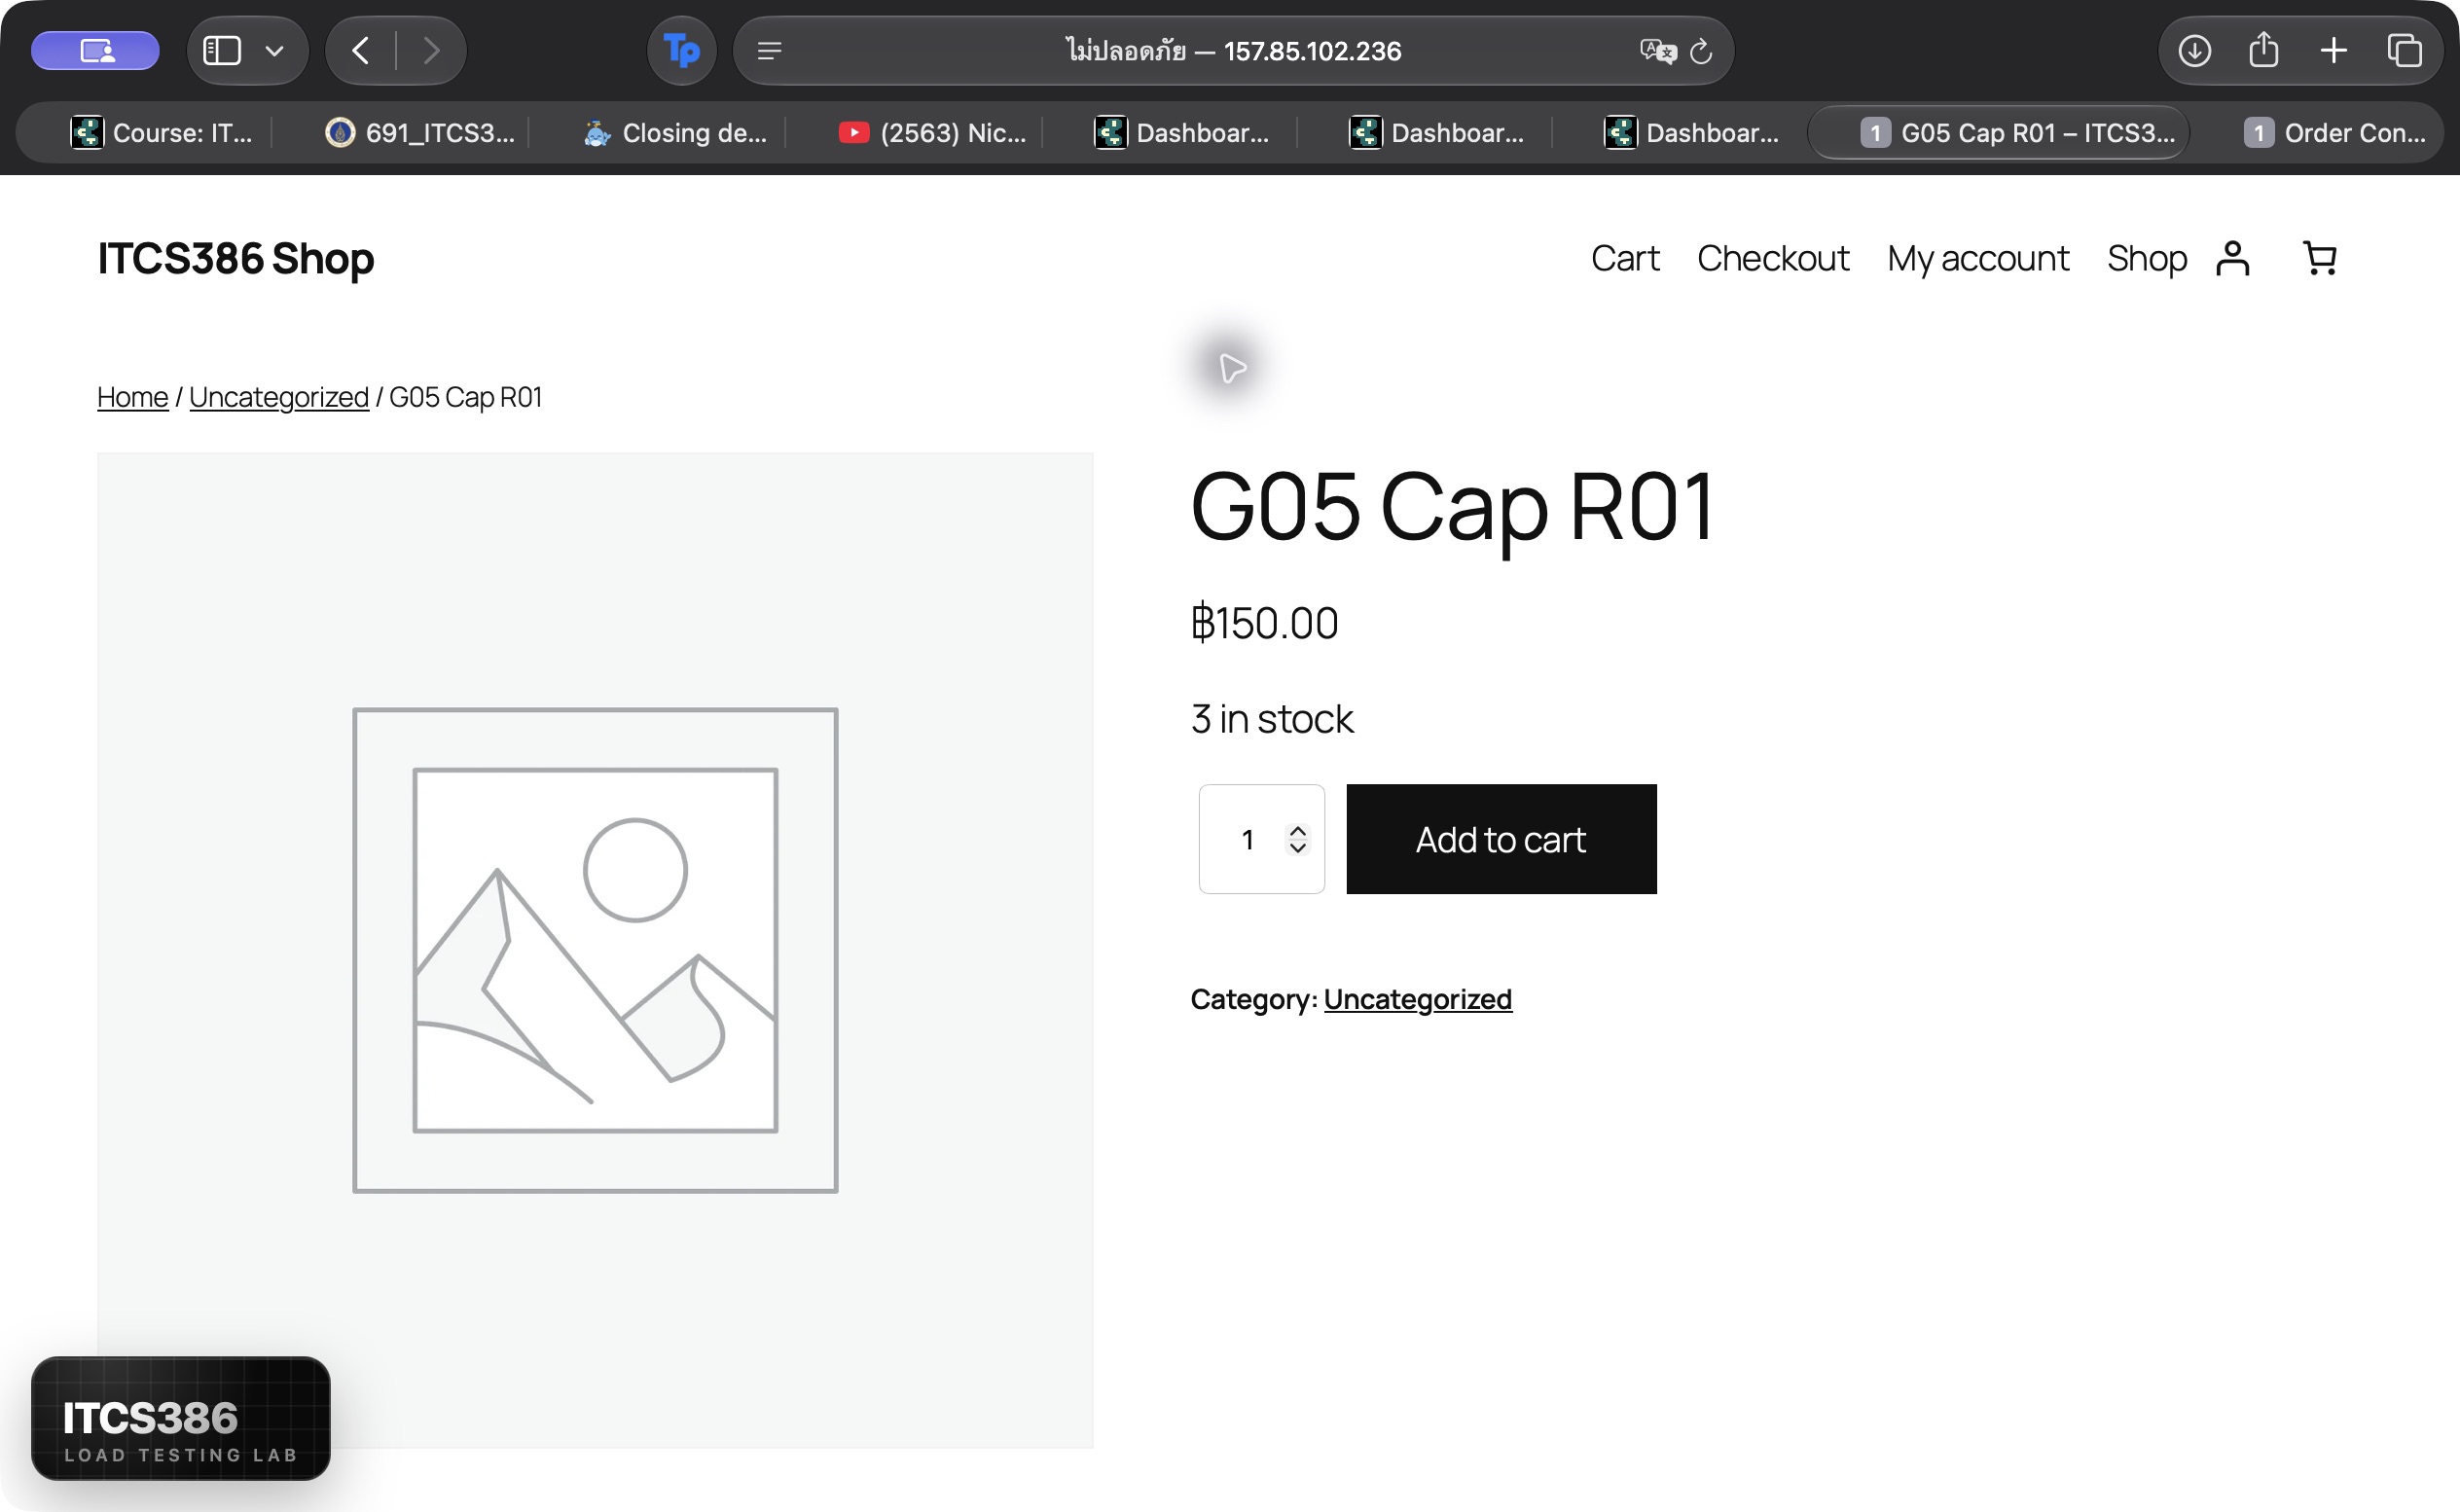 ไม่ปลอดภัย — 157.85.102.236
Course: IT...
691_ITCS3...
Closing de...
(2563) Nic...
Dashboar...
Dashboar...
Dashboar...
1 G05 Cap R01 – ITCS3...
1 Order Con...
ITCS386 Shop
Cart Checkout My account Shop
Home / Uncategorized / G05 Cap R01
G05 Cap R01
฿150.00
3 in stock
1
Add to cart
Category: Uncategorized
ITCS386
LOAD TESTING LAB